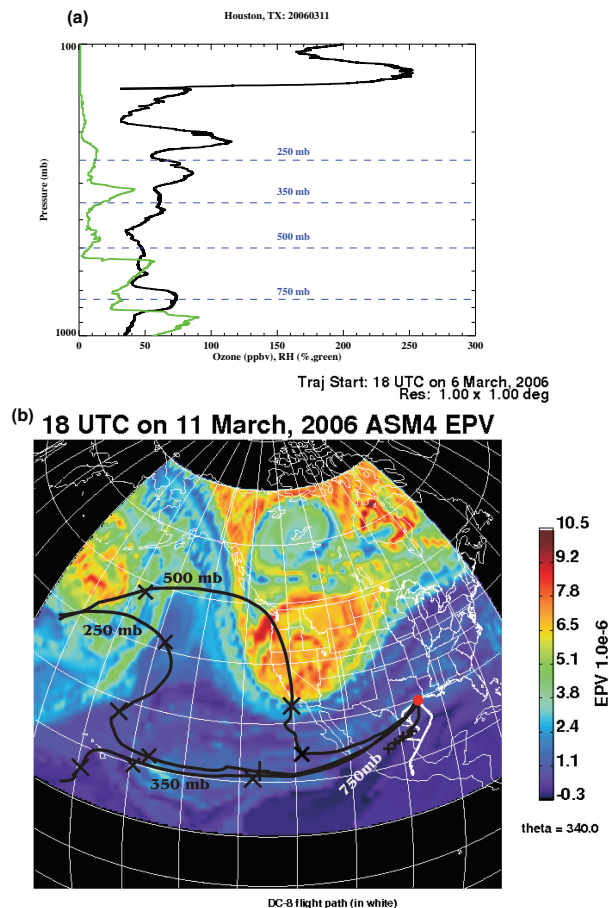 (a)
Houston, TX: 20060311
100
250 mb
350 mb
500 mb
750 mb
1000
Pressure (mb)
0 50 100 150 200 250 300
Ozone (ppbv), RH (%,green)
Traj Start: 18 UTC on 6 March, 2006
Res: 1.00 x 1.00 deg
(b) 18 UTC on 11 March, 2006 ASM4 EPV
500 mb
250 mb
350 mb
750mb
10.5
9.2
7.8
6.5
5.1
3.8
2.4
1.1
-0.3
EPV 1.0e-6
theta = 340.0
DC-8 flight path (in white)